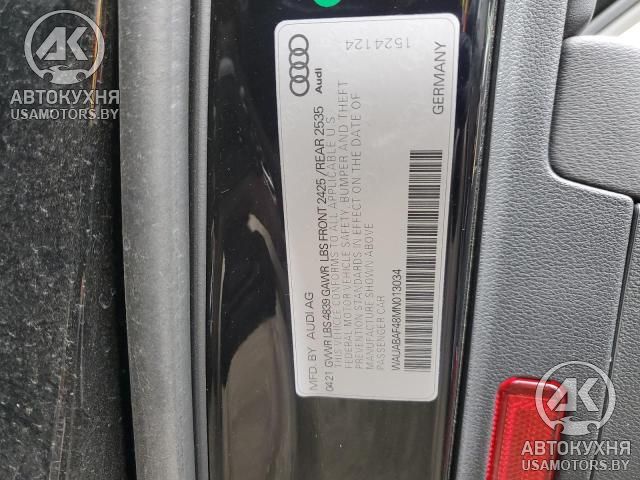 АВТОКУХНЯ
USAMOTORS.BY
MFD. BY AUDI AG
0421 GVWR LBS 4839 GAWR LBS FRONT 2425 / REAR 2535
THIS VEHICLE CONFORMS TO ALL APPLICABLE U S
FEDERAL MOTOR VEHICLE SAFETY, BUMPER AND THEFT
PREVENTION STANDARDS IN EFFECT ON THE DATE OF
MANUFACTURE SHOWN ABOVE
PASSENGER CAR
WAUABAF48MN013034
GERMANY
Audi
1524124
АВТОКУХНЯ
USAMOTORS.BY